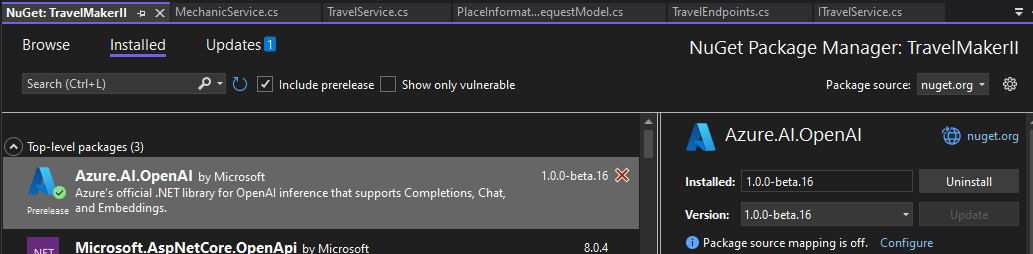 NuGet: TravelMakerII
MechanicService.cs
TravelService.cs
PlaceInformat...equestModel.cs
TravelEndpoints.cs
ITravelService.cs
Browse Installed Updates 1
NuGet Package Manager: TravelMakerII
Search (Ctrl+L)
Include prerelease
Show only vulnerable
Package source: nuget.org
Top-level packages (3)
Azure.AI.OpenAI by Microsoft
1.0.0-beta.16
Azure's official .NET library for OpenAI inference that supports Completions, Chat,
and Embeddings.
Prerelease
.NET
Microsoft.AspNetCore.OpenApi by Microsoft
8.0.4
Azure.AI.OpenAI
nuget.org
Installed: 1.0.0-beta.16 Uninstall
Version: 1.0.0-beta.16 Update
Package source mapping is off. Configure